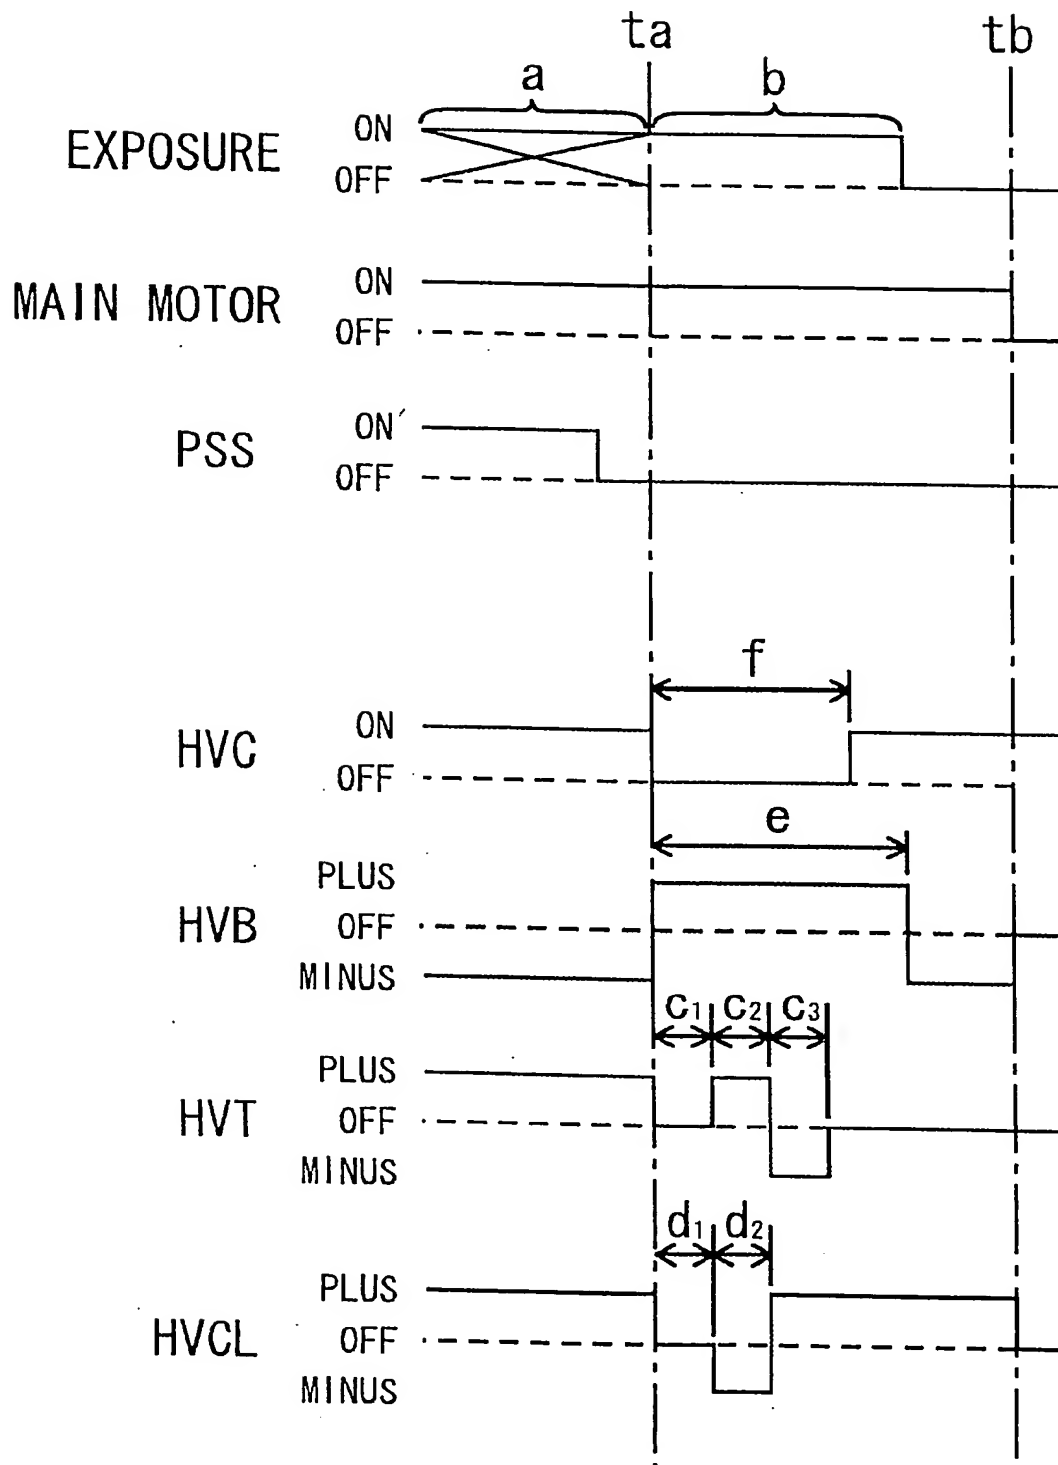 ta
tb
a
b
EXPOSURE
ON
OFF
MAIN MOTOR
ON
OFF
PSS
ON
OFF
f
HVC
ON
OFF
e
HVB
PLUS
OFF
MINUS
c1 c2 c3
HVT
PLUS
OFF
MINUS
d1 d2
HVCL
PLUS
OFF
MINUS